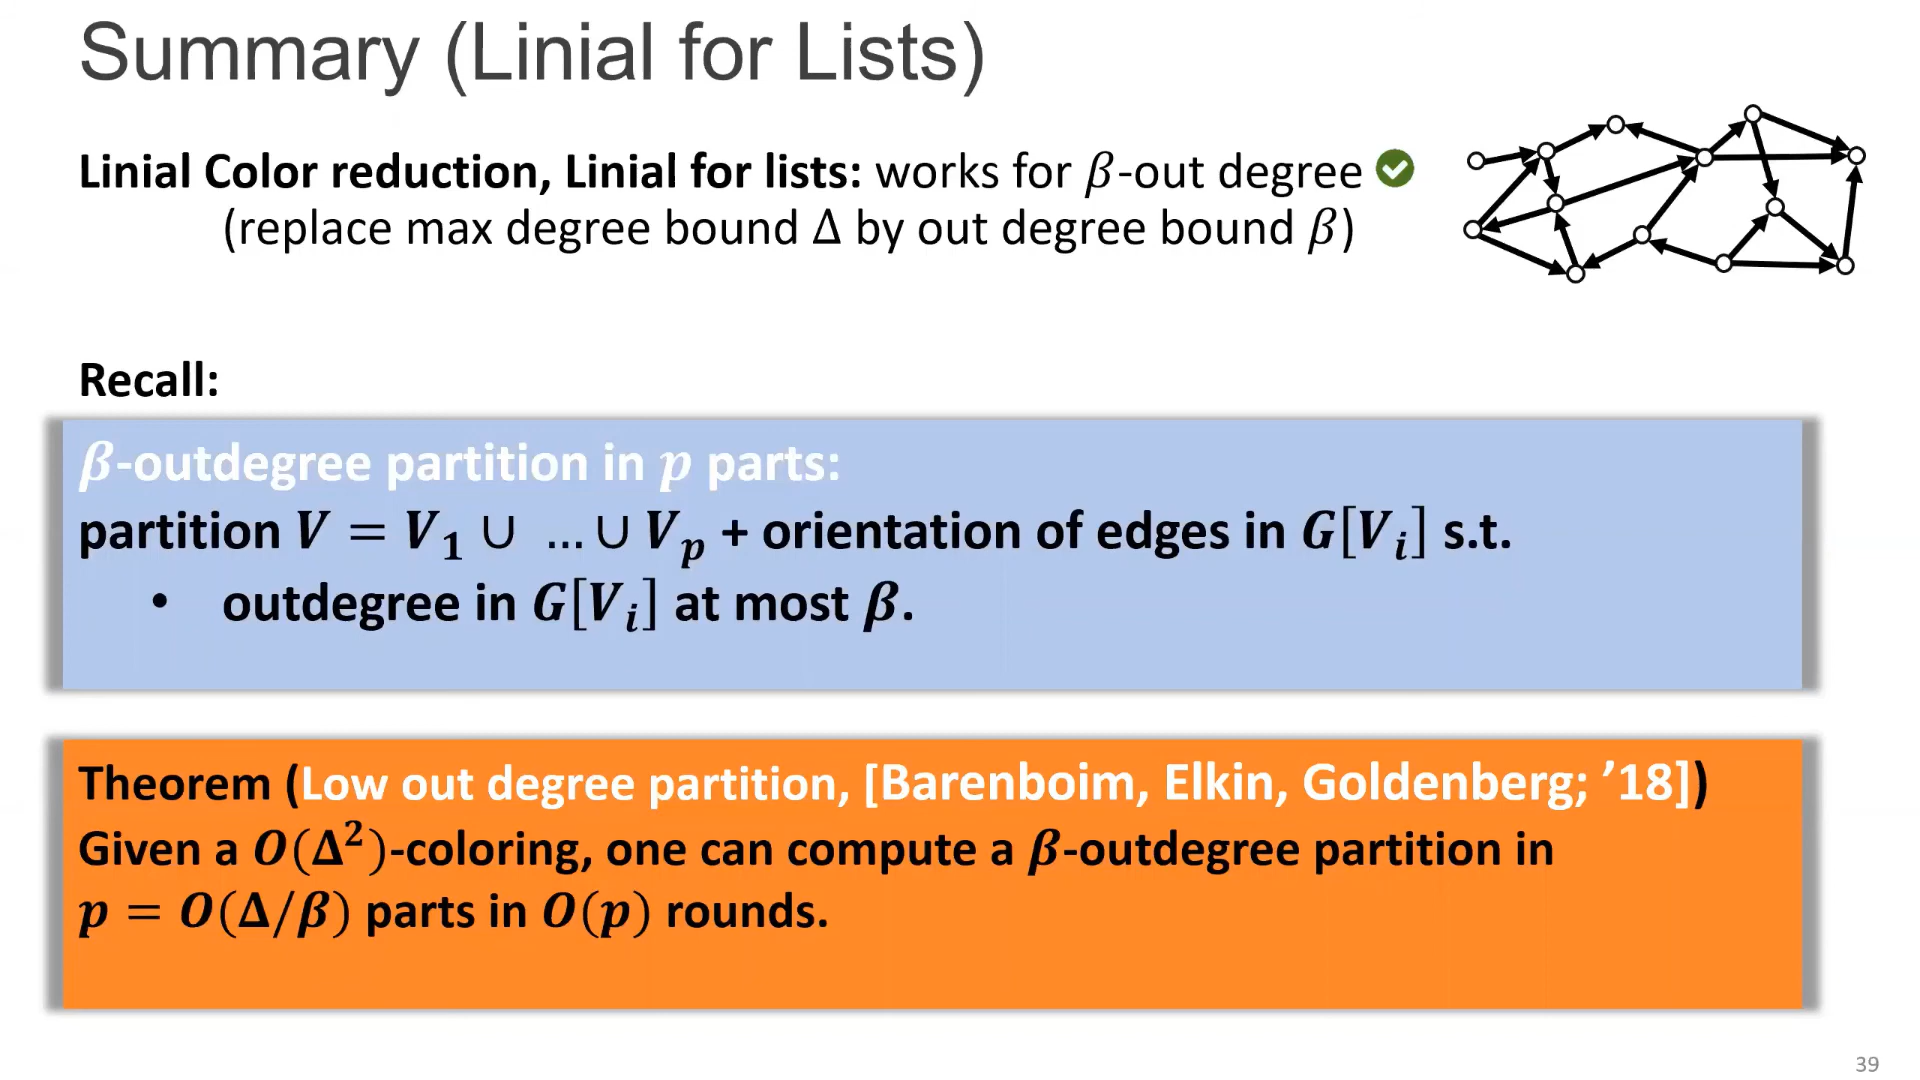 Summary (Linial for Lists)
Linial Color reduction, Linial for lists: works for β-out degree
(replace max degree bound Δ by out degree bound β)
Recall:
β-outdegree partition in p parts:
partition V = V₁ ∪ … ∪ Vₚ + orientation of edges in G[Vᵢ] s.t.
• outdegree in G[Vᵢ] at most β.
Theorem (Low out degree partition, [Barenboim, Elkin, Goldenberg; ’18])
Given a O(Δ²)-coloring, one can compute a β-outdegree partition in
p = O(Δ/β) parts in O(p) rounds.
39